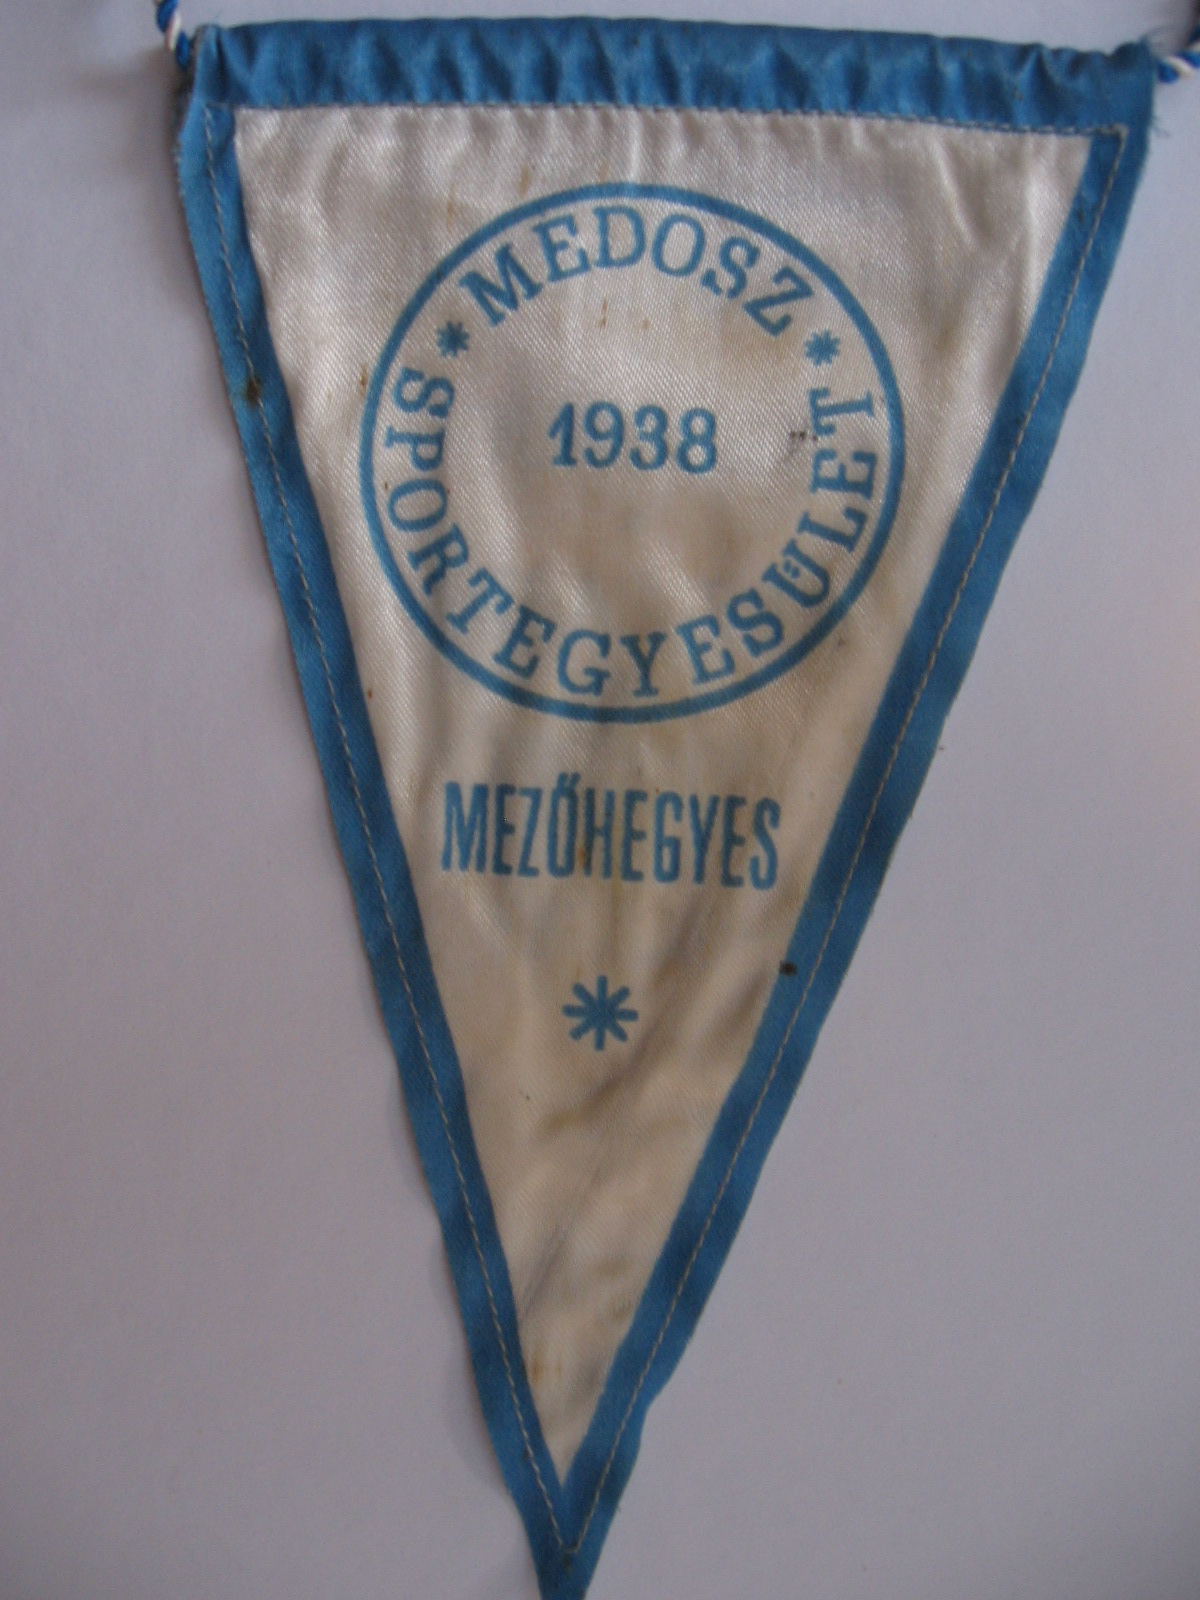 * MEDOSZ *
SPORTEGYESÜLET
1938
MEZŐHEGYES
*